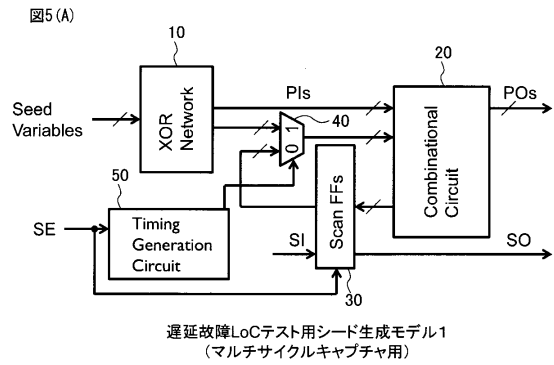 図5(A)
10
20
Seed
Variables
XOR
Network
PIs
40
0 1
Combinational
Circuit
POs
50
SE
Timing
Generation
Circuit
Scan FFs
SI
SO
30
遅延故障LoCテスト用シード生成モデル1
(マルチサイクルキャプチャ用)